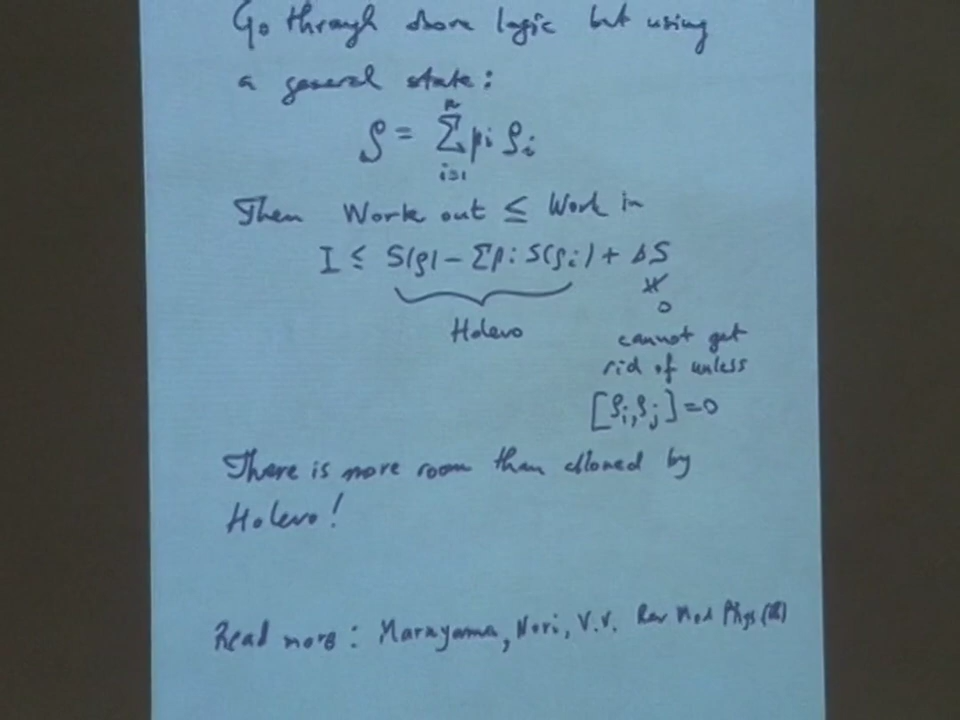 Go through above logic but using
a general state:
ρ = Σ pi ρi
n
i=1
Then Work out ≤ Work in
I ≤ S(ρ) - Σpi S(ρi) + ΔS
Holevo
0
cannot get
rid of unless
[ρi,ρj]=0
There is more room than allowed by
Holevo!
Read more: Maruyama, Nori, V.V. Rev Mod Phys